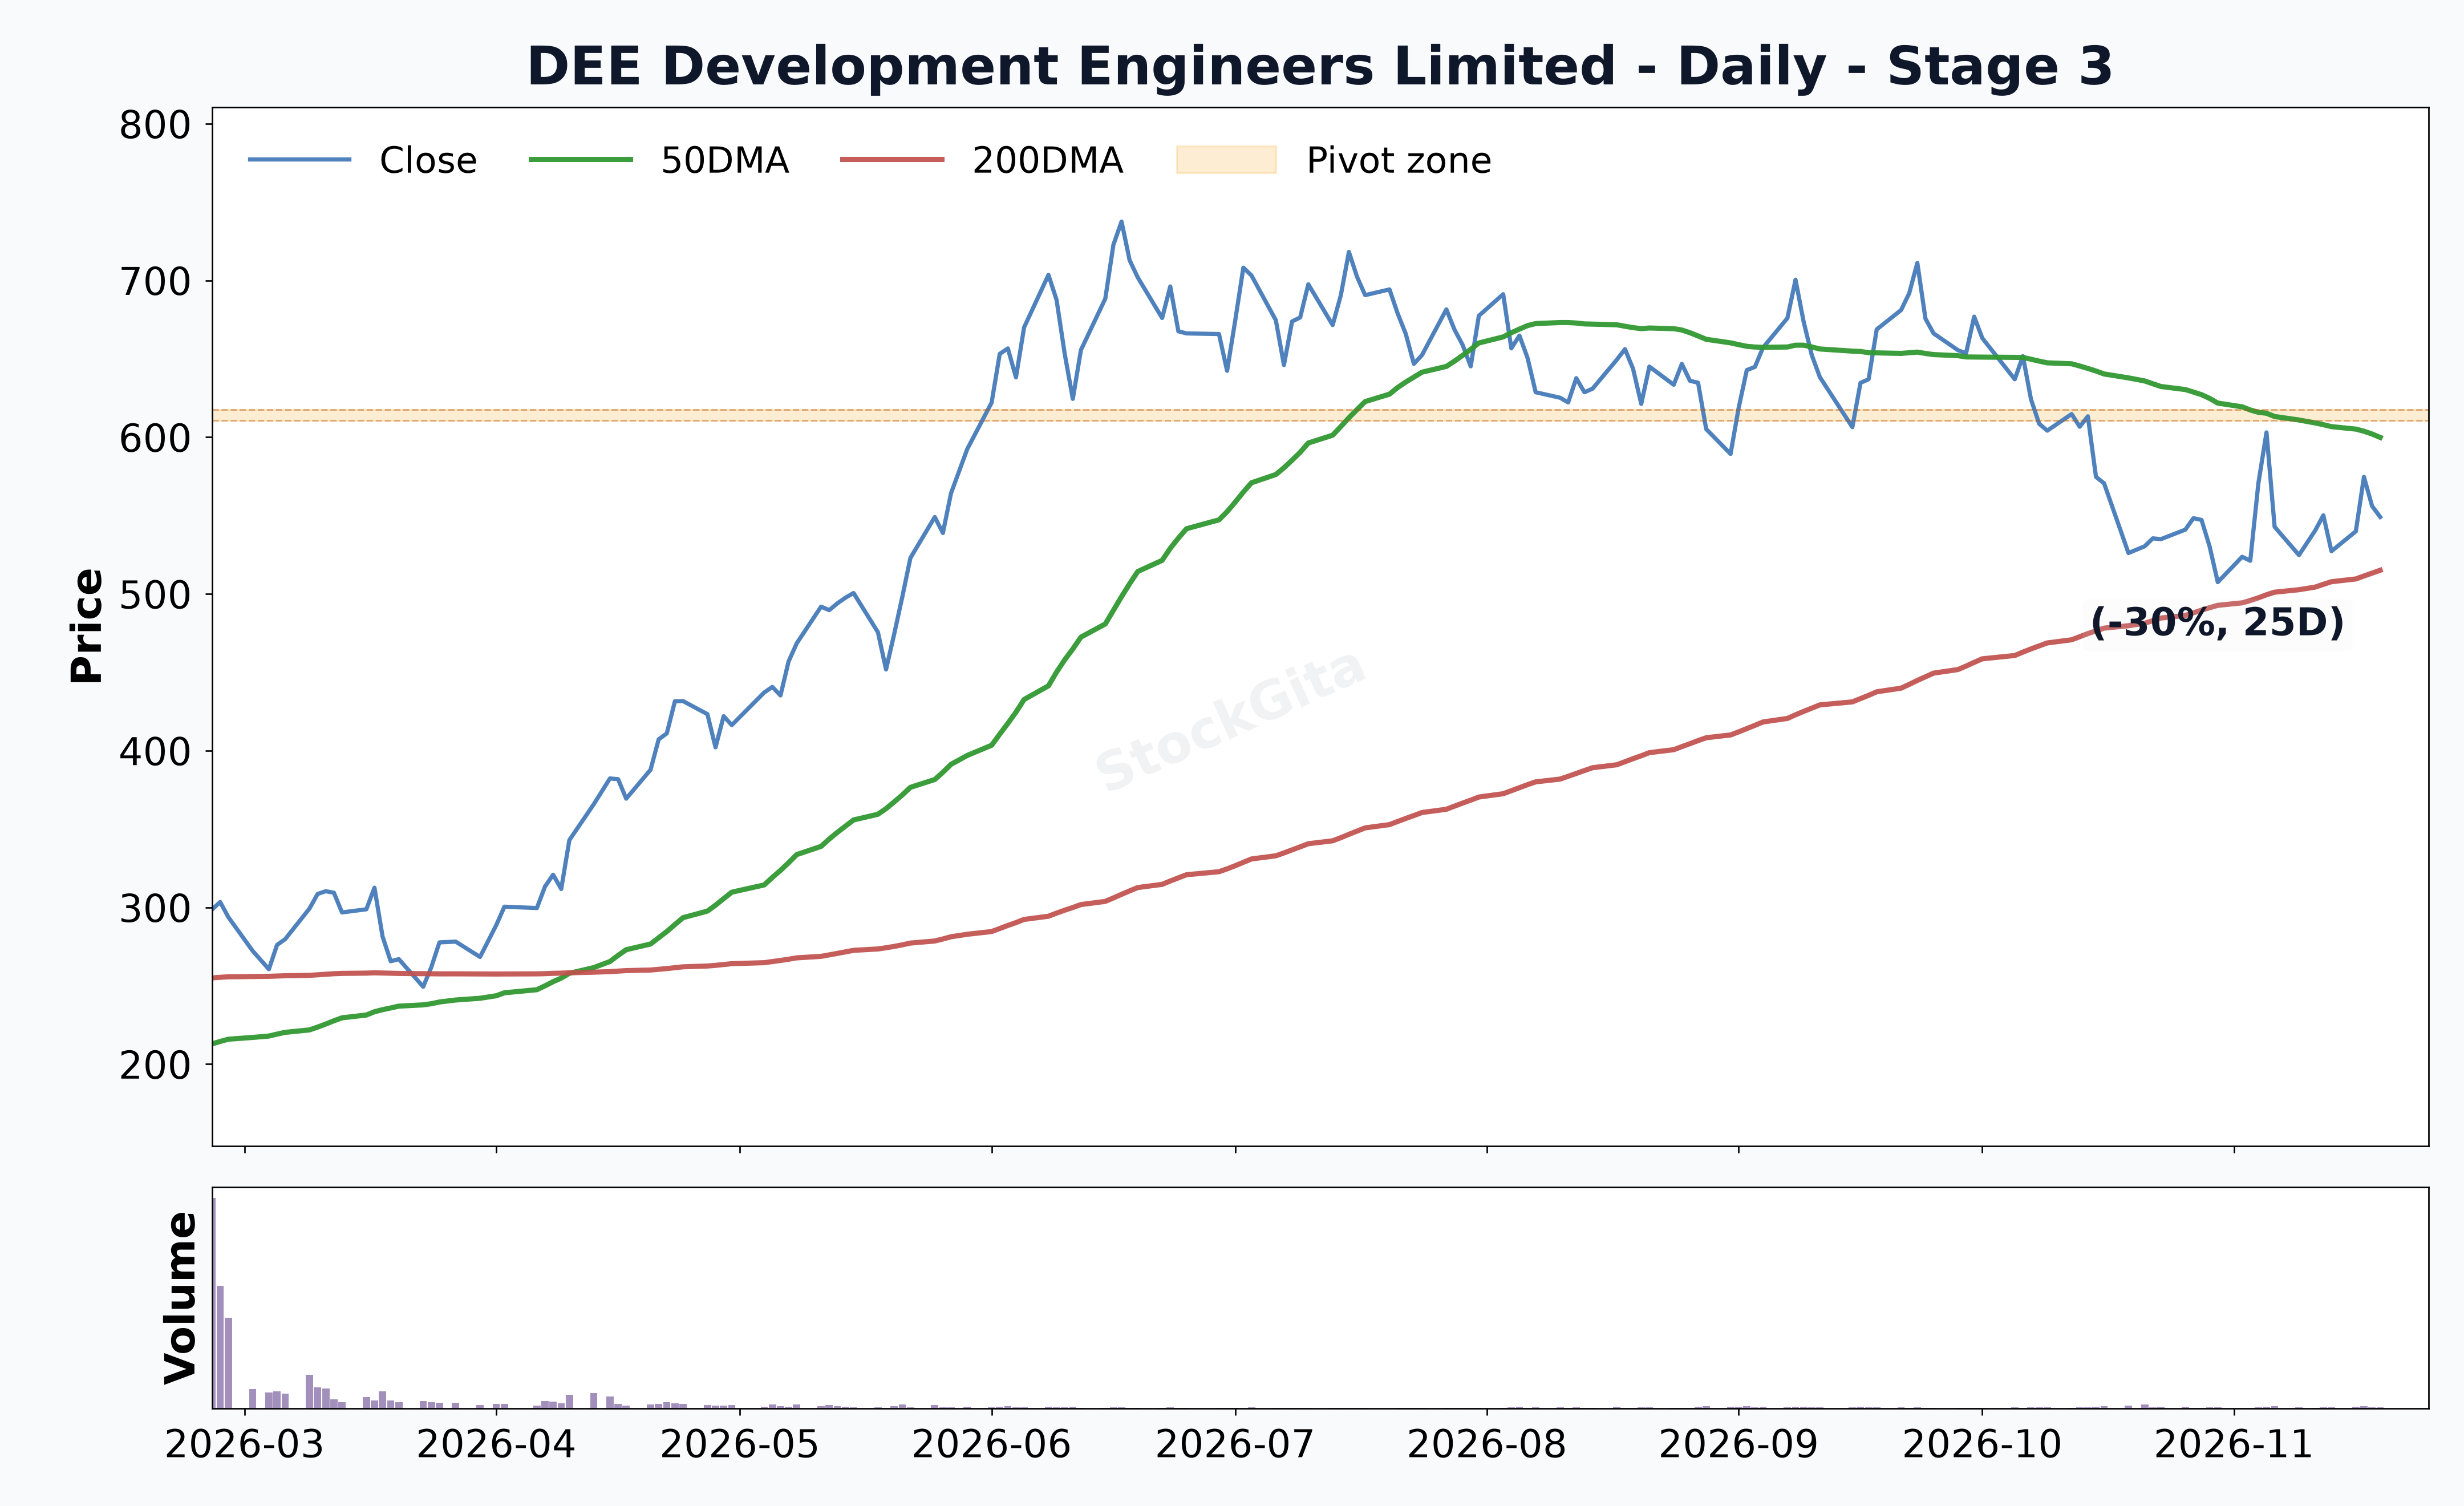 DEE Development Engineers Limited - Daily - Stage 3
Close 50DMA 200DMA Pivot zone
Price
800
700
600
500
400
300
200
(-30%, 25D)
StockGita
Volume
2026-03 2026-04 2026-05 2026-06 2026-07 2026-08 2026-09 2026-10 2026-11